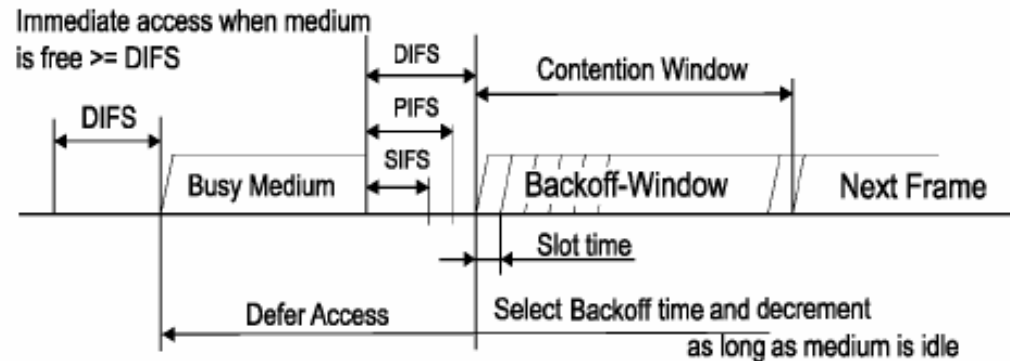 Immediate access when medium
is free >= DIFS
DIFS
DIFS
Contention Window
PIFS
SIFS
Busy Medium
Backoff-Window
Next Frame
Slot time
Defer Access
Select Backoff time and decrement
as long as medium is idle